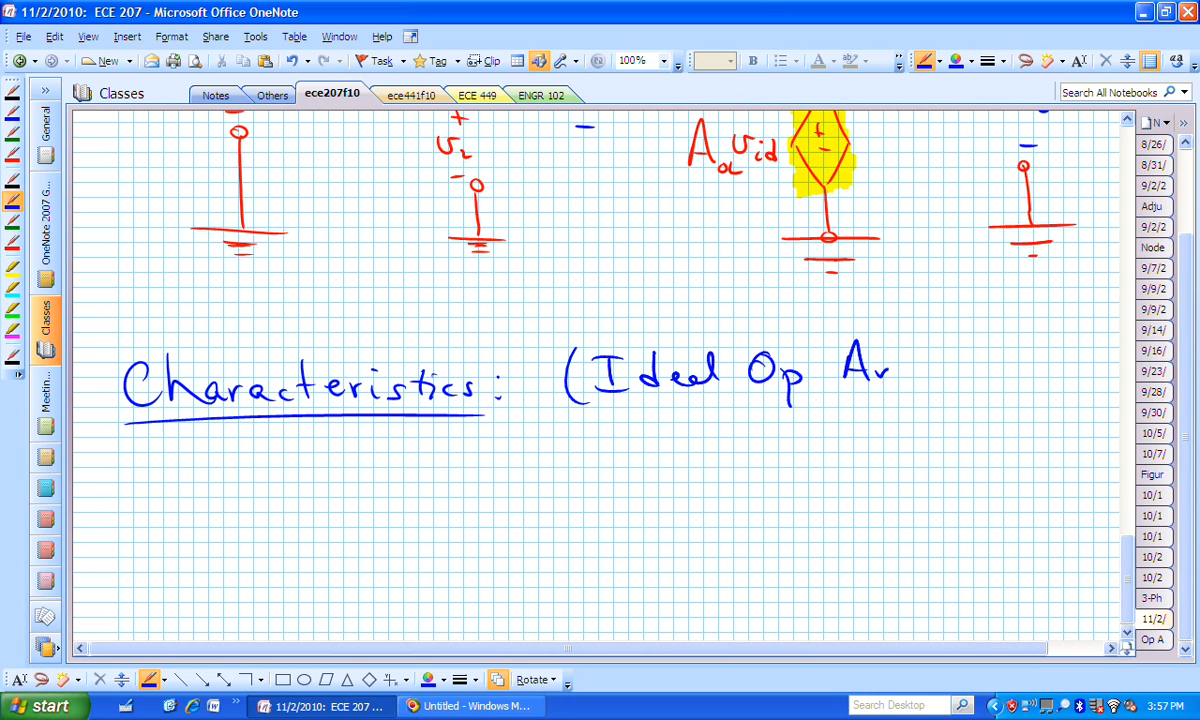 11/2/2010: ECE 207 - Microsoft Office OneNote
File Edit View Insert Format Share Tools Table Window Help
New Task Tag Clip 100% B A ab A
Classes Notes Others ece207f10 ece441f10 ECE 449 ENGR 102 Search All Notebooks
General
OneNote 2007 G...
Classes
Meetin...
+
υ₂
-
Aₒ υid
+
-
Characteristics: (Ideal Op Am
N
8/26/
8/31/
9/2/2
Adju
9/2/2
Node
9/7/2
9/9/2
9/9/2
9/14/
9/16/
9/23/
9/28/
9/30/
10/5/
10/7/
Figur
10/1
10/1
10/1
10/2
10/2
3-Ph
11/2/
Op A
Rotate
start 11/2/2010: ECE 207 ... Untitled - Windows M... Search Desktop 3:57 PM